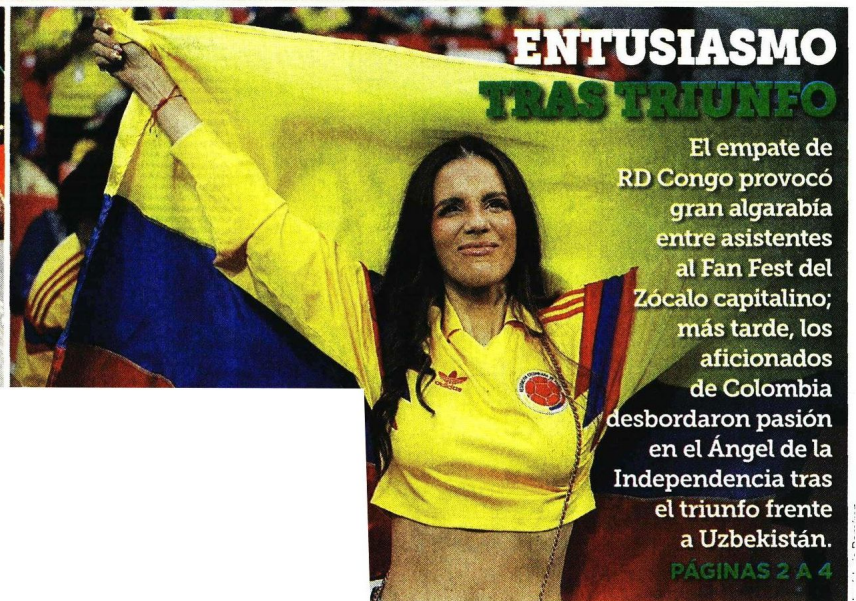 ENTUSIASMO
TRAS TRIUNFO
El empate de
RD Congo provocó
gran algarabía
entre asistentes
al Fan Fest del
Zócalo capitalino;
más tarde, los
aficionados
de Colombia
desbordaron pasión
en el Ángel de la
Independencia tras
el triunfo frente
a Uzbekistán.
PÁGINAS 2 A 4
adidas